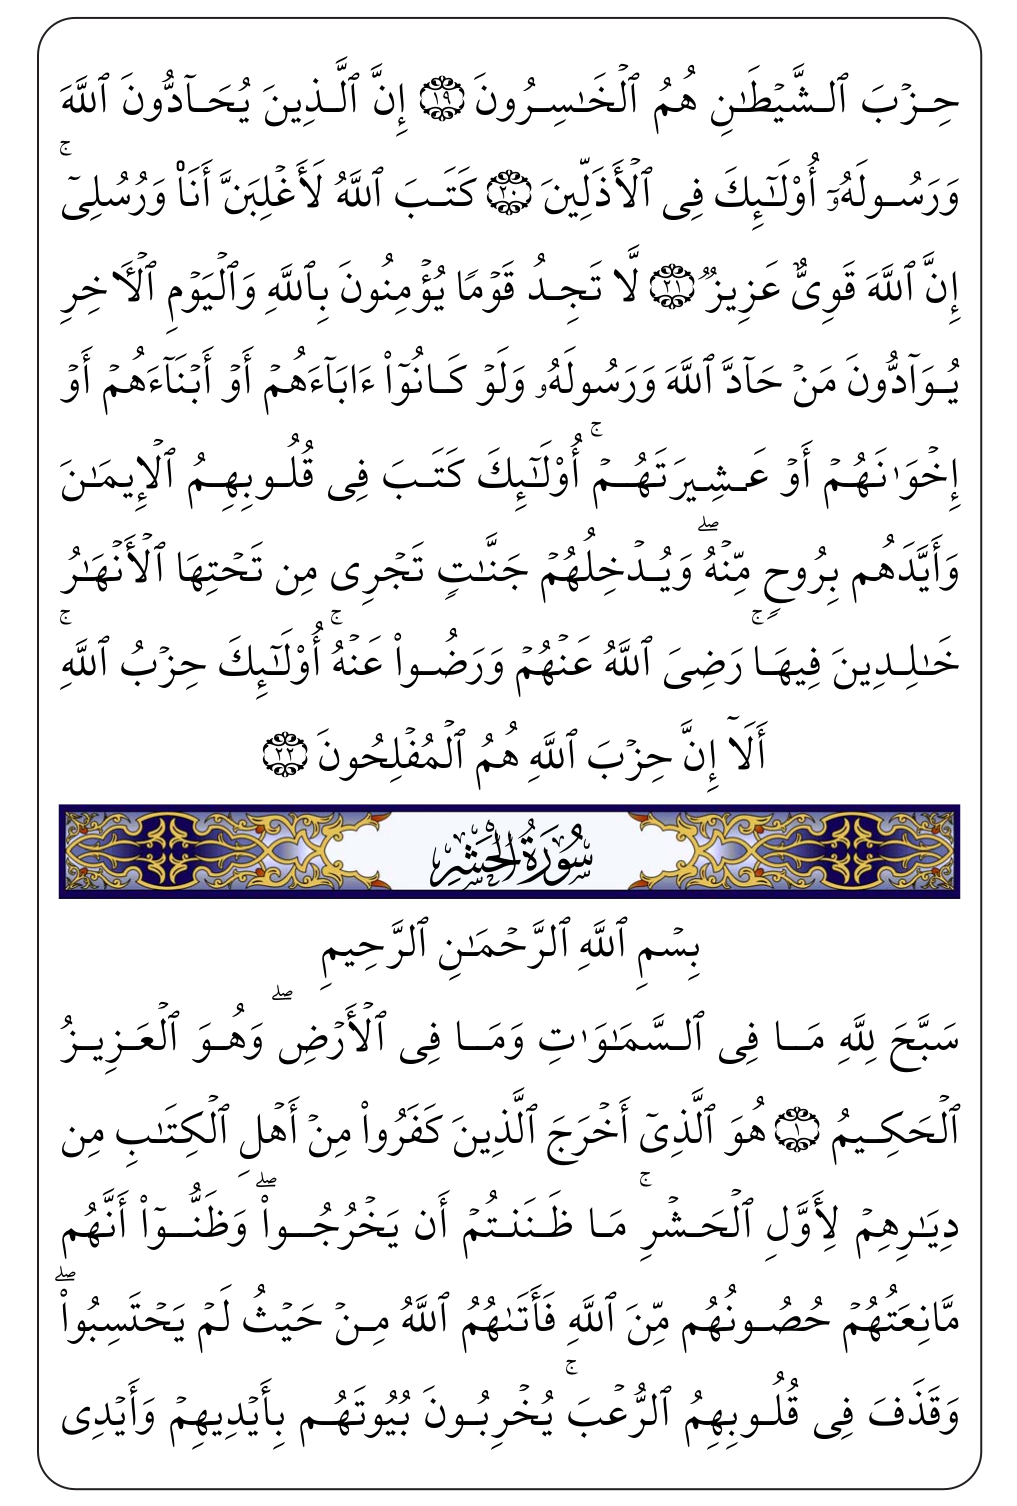 حِزۡبَ ٱلشَّيۡطَٰنِ هُمُ ٱلۡخَٰسِرُونَ ١٩ إِنَّ ٱلَّذِينَ يُحَآدُّونَ ٱللَّهَ
وَرَسُولَهُۥٓ أُوْلَٰٓئِكَ فِى ٱلۡأَذَلِّينَ ٢٠ كَتَبَ ٱللَّهُ لَأَغۡلِبَنَّ أَنَا۠ وَرُسُلِىٓۚ
إِنَّ ٱللَّهَ قَوِىٌّ عَزِيزٞ ٢١ لَّا تَجِدُ قَوۡمٗا يُؤۡمِنُونَ بِٱللَّهِ وَٱلۡيَوۡمِ ٱلۡأٓخِرِ
يُوَآدُّونَ مَنۡ حَآدَّ ٱللَّهَ وَرَسُولَهُۥ وَلَوۡ كَانُوٓاْ ءَابَآءَهُمۡ أَوۡ أَبۡنَآءَهُمۡ أَوۡ
إِخۡوَٰنَهُمۡ أَوۡ عَشِيرَتَهُمۡۚ أُوْلَٰٓئِكَ كَتَبَ فِى قُلُوبِهِمُ ٱلۡإِيمَٰنَ
وَأَيَّدَهُم بِرُوحٖ مِّنۡهُۖ وَيُدۡخِلُهُمۡ جَنَّٰتٖ تَجۡرِى مِن تَحۡتِهَا ٱلۡأَنۡهَٰرُ
خَٰلِدِينَ فِيهَاۚ رَضِىَ ٱللَّهُ عَنۡهُمۡ وَرَضُواْ عَنۡهُۚ أُوْلَٰٓئِكَ حِزۡبُ ٱللَّهِۚ
أَلَآ إِنَّ حِزۡبَ ٱللَّهِ هُمُ ٱلۡمُفۡلِحُونَ ٢٢
سُورَةُ الْحَشْرِ
بِسۡمِ ٱللَّهِ ٱلرَّحۡمَٰنِ ٱلرَّحِيمِ
سَبَّحَ لِلَّهِ مَا فِى ٱلسَّمَٰوَٰتِ وَمَا فِى ٱلۡأَرۡضِۖ وَهُوَ ٱلۡعَزِيزُ
ٱلۡحَكِيمُ ١ هُوَ ٱلَّذِىٓ أَخۡرَجَ ٱلَّذِينَ كَفَرُواْ مِنۡ أَهۡلِ ٱلۡكِتَٰبِ مِن
دِيَٰرِهِمۡ لِأَوَّلِ ٱلۡحَشۡرِۚ مَا ظَنَنتُمۡ أَن يَخۡرُجُواْۖ وَظَنُّوٓاْ أَنَّهُم
مَّانِعَتُهُمۡ حُصُونُهُم مِّنَ ٱللَّهِ فَأَتَىٰهُمُ ٱللَّهُ مِنۡ حَيۡثُ لَمۡ يَحۡتَسِبُواْۖ
وَقَذَفَ فِى قُلُوبِهِمُ ٱلرُّعۡبَۚ يُخۡرِبُونَ بُيُوتَهُم بِأَيۡدِيهِمۡ وَأَيۡدِى